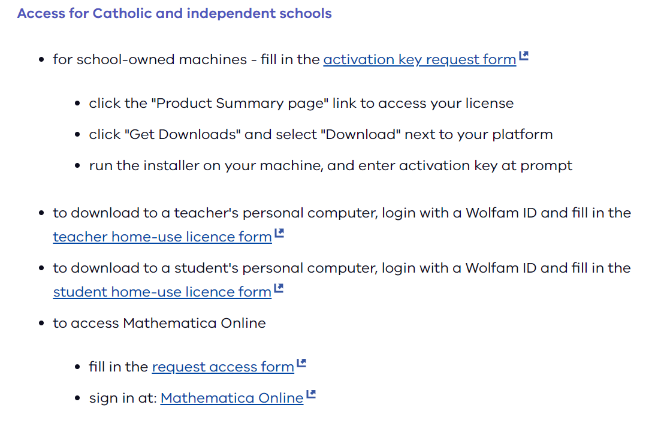 Access for Catholic and independent schools
• for school-owned machines - fill in the activation key request form
• click the "Product Summary page" link to access your license
• click "Get Downloads" and select "Download" next to your platform
• run the installer on your machine, and enter activation key at prompt
• to download to a teacher's personal computer, login with a Wolfam ID and fill in the
teacher home-use licence form
• to download to a student's personal computer, login with a Wolfam ID and fill in the
student home-use licence form
• to access Mathematica Online
• fill in the request access form
• sign in at: Mathematica Online